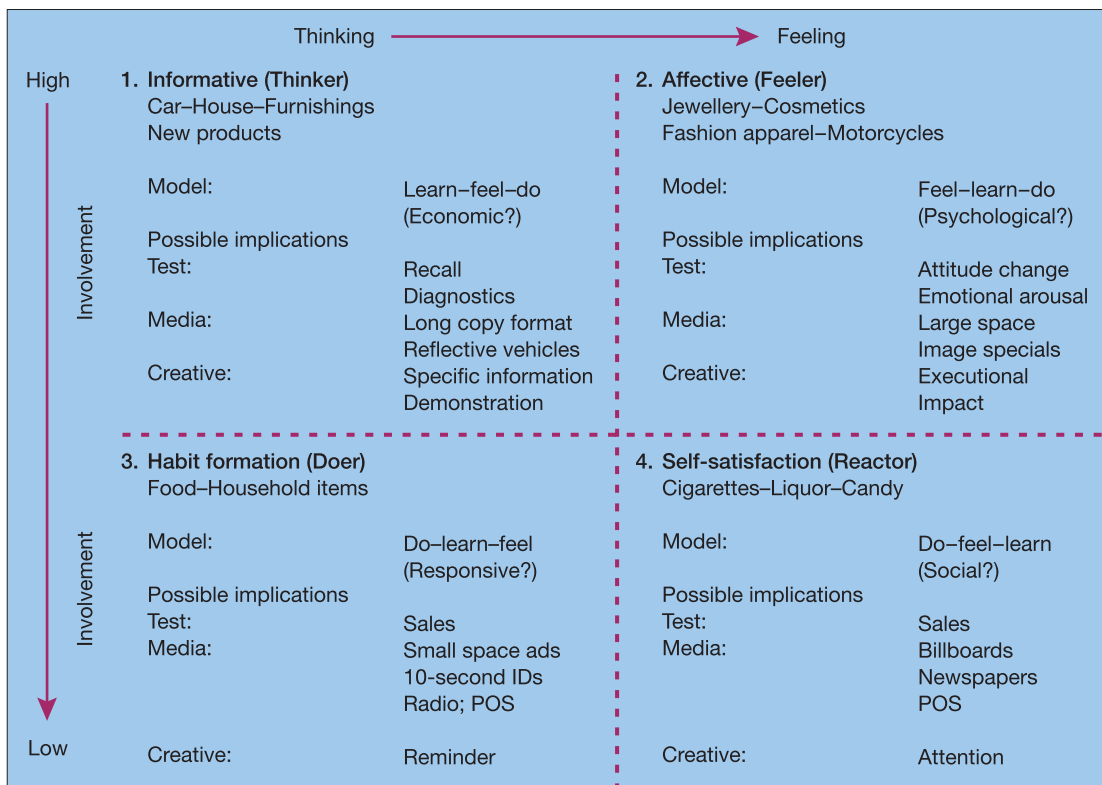 Thinking Feeling
High
Involvement
1. Informative (Thinker)
Car–House–Furnishings
New products
Model: Learn–feel–do
(Economic?)
Possible implications
Test: Recall
Diagnostics
Media: Long copy format
Reflective vehicles
Creative: Specific information
Demonstration
2. Affective (Feeler)
Jewellery–Cosmetics
Fashion apparel–Motorcycles
Model: Feel–learn–do
(Psychological?)
Possible implications
Test: Attitude change
Emotional arousal
Media: Large space
Image specials
Creative: Executional
Impact
Involvement
Low
3. Habit formation (Doer)
Food–Household items
Model: Do–learn–feel
(Responsive?)
Possible implications
Test: Sales
Media: Small space ads
10-second IDs
Radio; POS
Creative: Reminder
4. Self-satisfaction (Reactor)
Cigarettes–Liquor–Candy
Model: Do–feel–learn
(Social?)
Possible implications
Test: Sales
Media: Billboards
Newspapers
POS
Creative: Attention